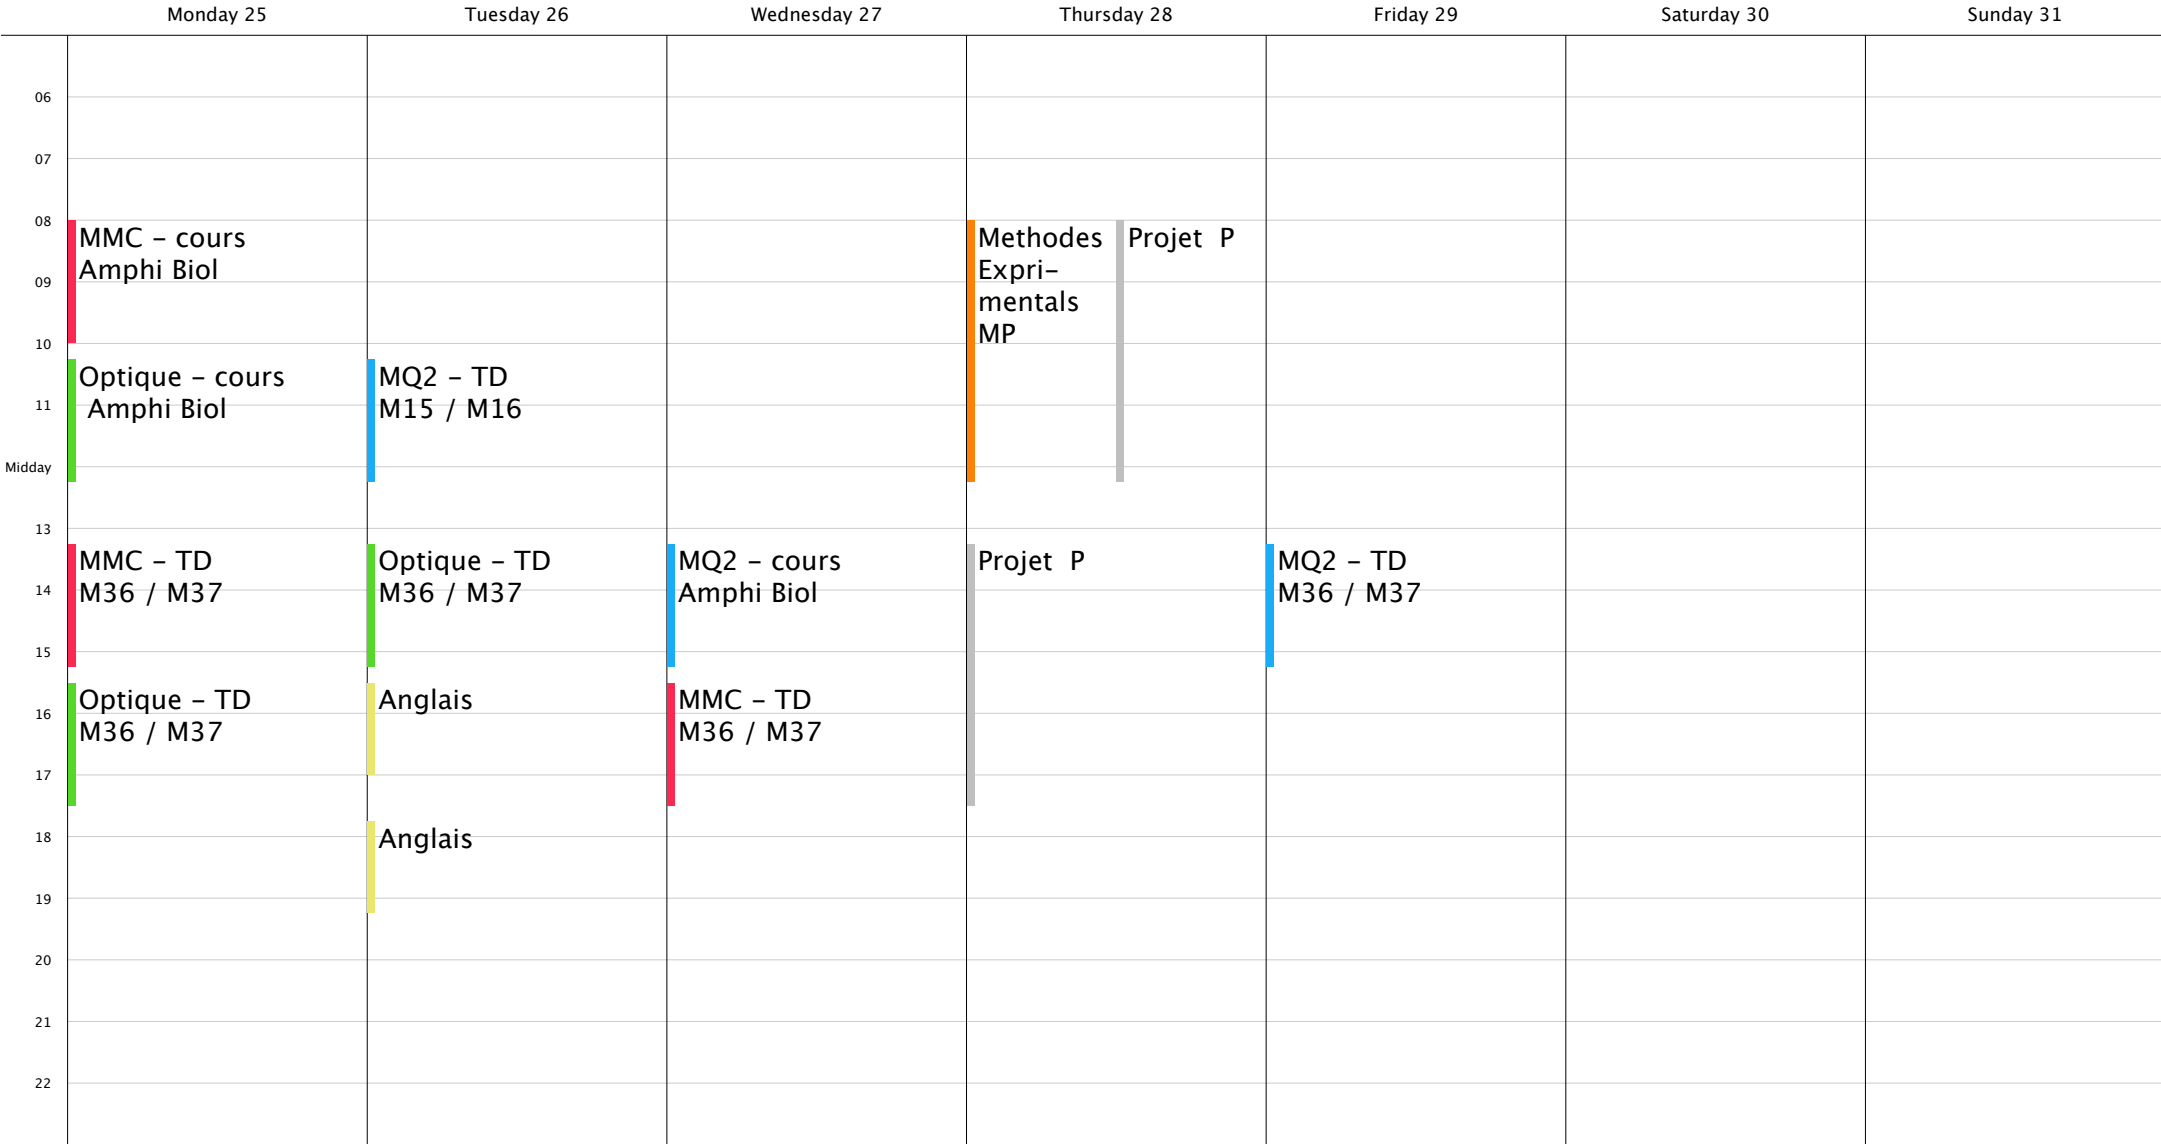 Monday 25
Tuesday 26
Wednesday 27
Thursday 28
Friday 29
Saturday 30
Sunday 31
06
07
08
09
10
11
Midday
13
14
15
16
17
18
19
20
21
22
MMC – cours
Amphi Biol
Optique – cours
Amphi Biol
MMC – TD
M36 / M37
Optique – TD
M36 / M37
MQ2 – TD
M15 / M16
Optique – TD
M36 / M37
Anglais
Anglais
MQ2 – cours
Amphi Biol
MMC – TD
M36 / M37
Methodes
Expri–
mentals
MP
Projet P
Projet P
MQ2 – TD
M36 / M37